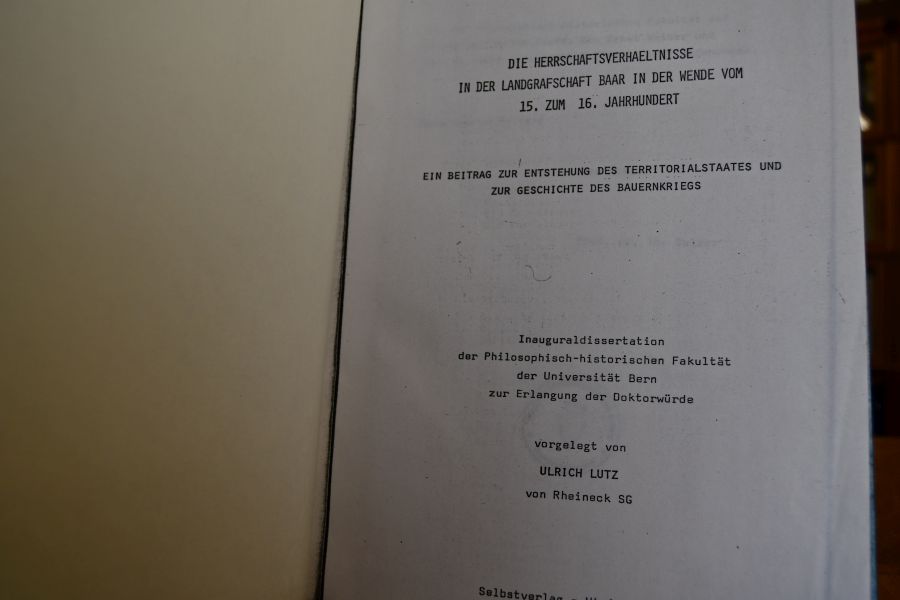 DIE HERRSCHAFTSVERHAELTNISSE
IN DER LANDGRAFSCHAFT BAAR IN DER WENDE VOM
15. ZUM 16. JAHRHUNDERT
EIN BEITRAG ZUR ENTSTEHUNG DES TERRITORIALSTAATES UND
ZUR GESCHICHTE DES BAUERNKRIEGS
Inauguraldissertation
der Philosophisch-historischen Fakultät
der Universität Bern
zur Erlangung der Doktorwürde
vorgelegt von
ULRICH LUTZ
von Rheineck SG
Selbstverlag -